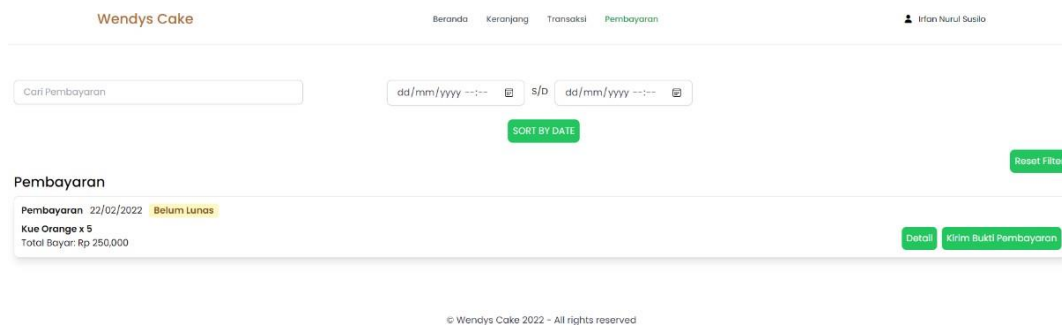 Wendys Cake Beranda Keranjang Transaksi Pembayaran Irfan Nurul Susilo
Cari Pembayaran dd/mm/yyyy --:-- S/D dd/mm/yyyy --:--
SORT BY DATE
Reset Filter
Pembayaran
Pembayaran 22/02/2022 Belum Lunas
Kue Orange x 5
Total Bayar: Rp 250,000
Detail Kirim Bukti Pembayaran
© Wendys Cake 2022 - All rights reserved